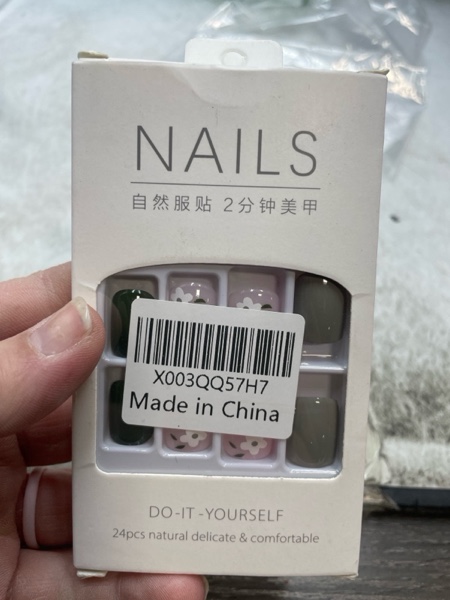 NAILS
自然服贴 2分钟美甲
X003QQ57H7
Made in China
DO-IT-YOURSELF
24pcs natural delicate & comfortable